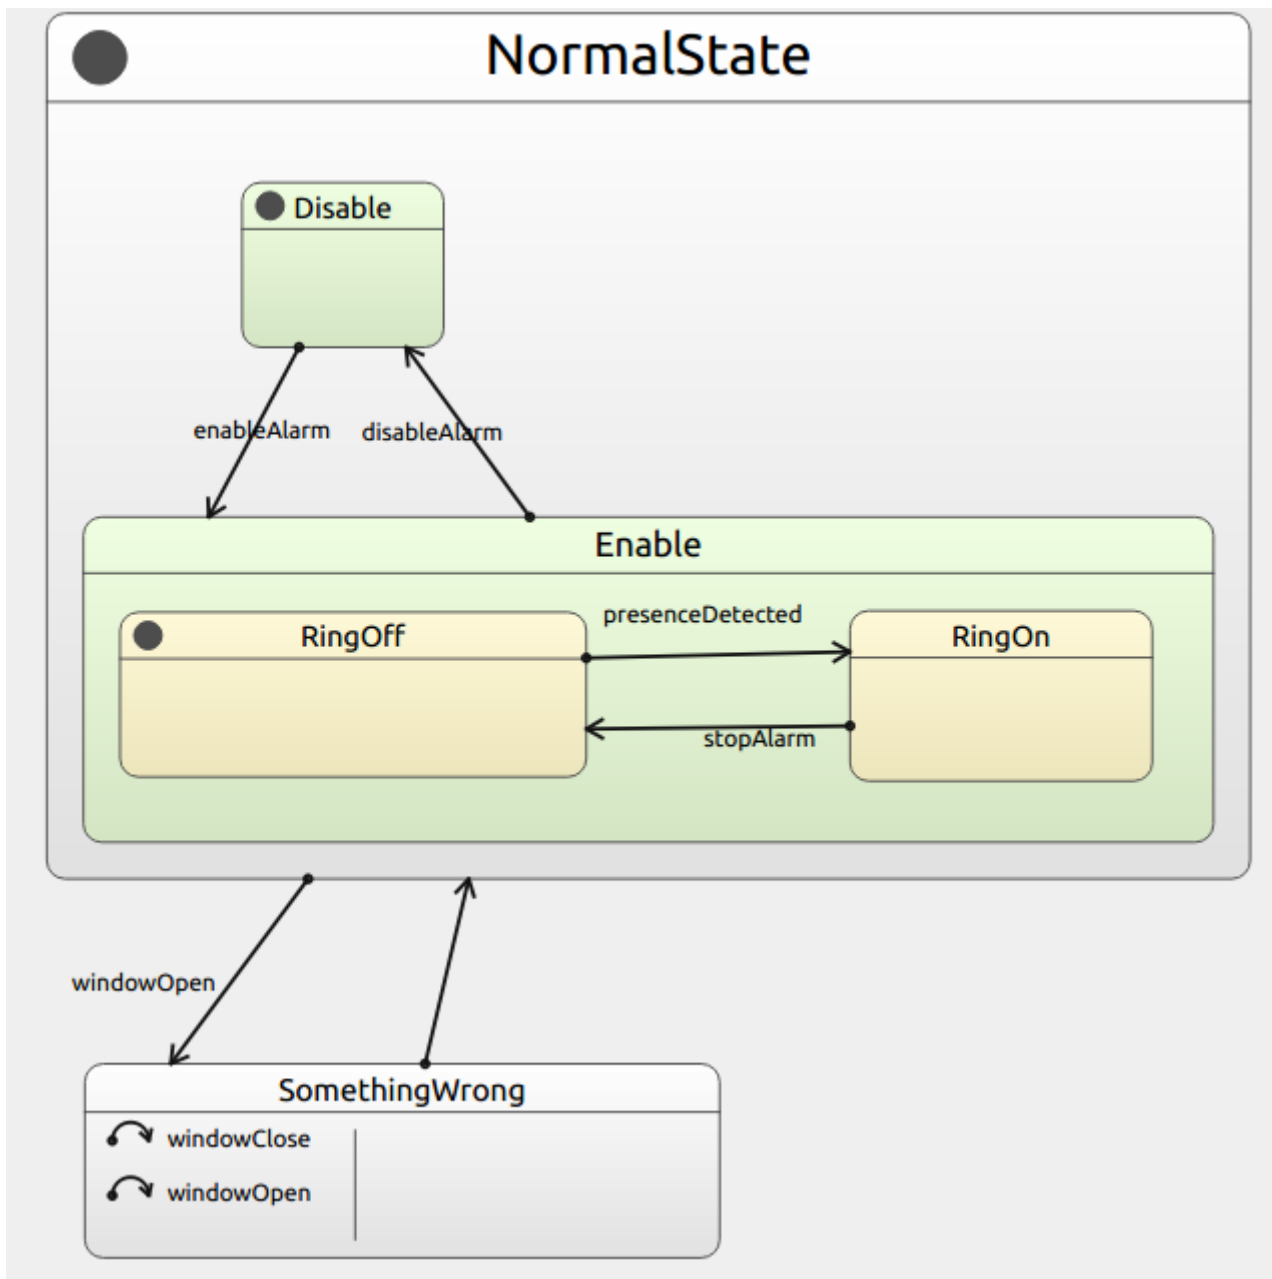 NormalState
Disable
enableAlarm
disableAlarm
Enable
presenceDetected
RingOff
RingOn
stopAlarm
windowOpen
SomethingWrong
windowClose
windowOpen